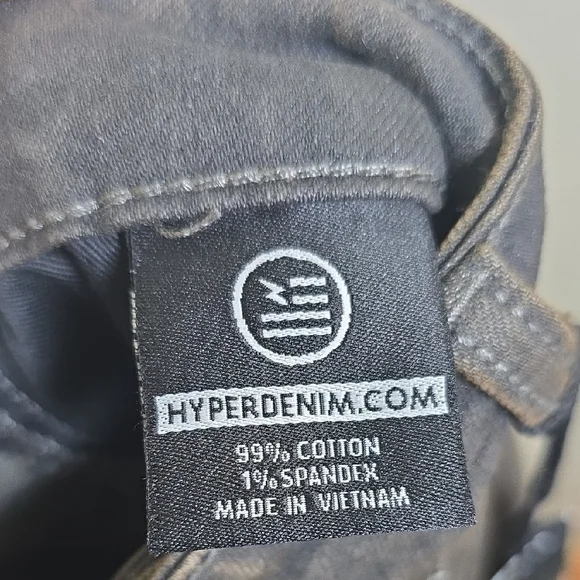 HYPERDENIM.COM
99% COTTON
1% SPANDEX
MADE IN VIETNAM